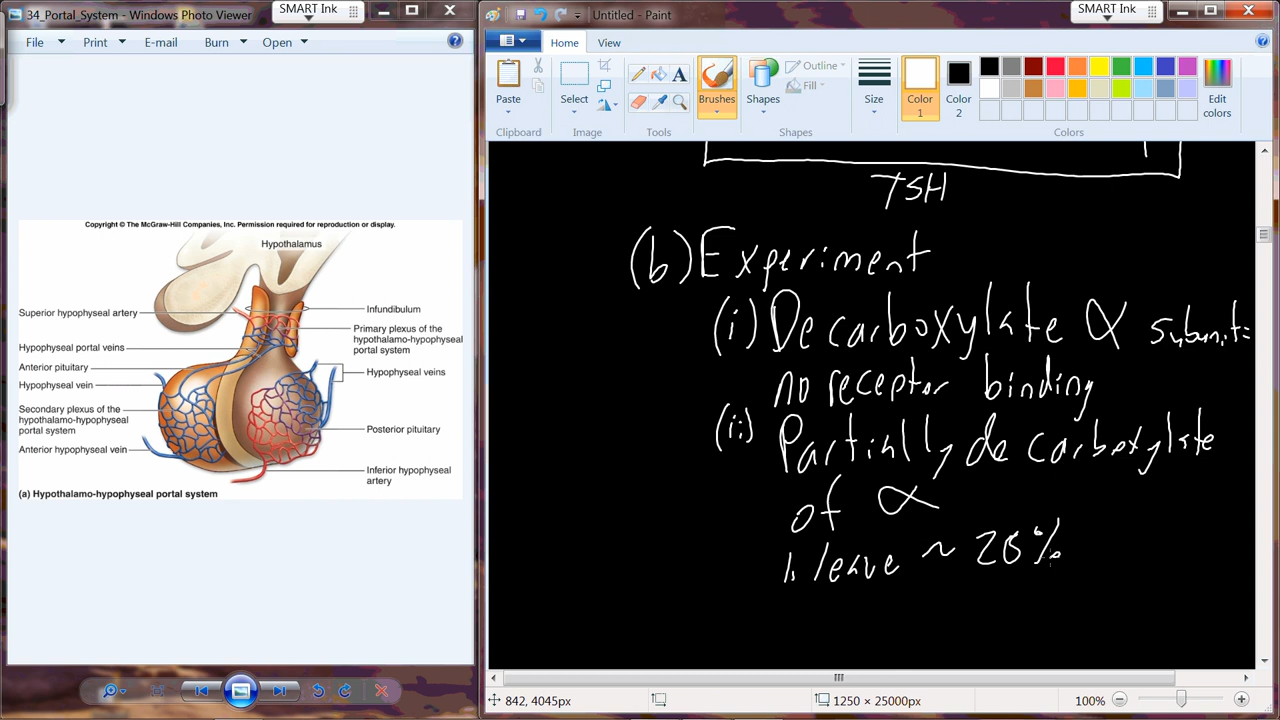 34_Portal_System - Windows Photo Viewer
SMART Ink
File Print E-mail Burn Open
Copyright © The McGraw-Hill Companies, Inc. Permission required for reproduction or display.
Hypothalamus
Superior hypophyseal artery
Hypophyseal portal veins
Anterior pituitary
Hypophyseal vein
Secondary plexus of the
hypothalamo-hypophyseal
portal system
Anterior hypophyseal vein
Infundibulum
Primary plexus of the
hypothalamo-hypophyseal
portal system
Hypophyseal veins
Posterior pituitary
Inferior hypophyseal
artery
(a) Hypothalamo-hypophyseal portal system
Untitled - Paint
SMART Ink
Home View
Paste
Select
Brushes
Shapes
Outline
Fill
Size
Color
1
Color
2
Edit
colors
Clipboard Image Tools Shapes Colors
TSH
(b) Experiment
(i) Decarboxylate α subunit=
no receptor binding
(ii) Partially decarboxylate
of α
1. leave ~ 26%
842, 4045px
1250 × 25000px
100%